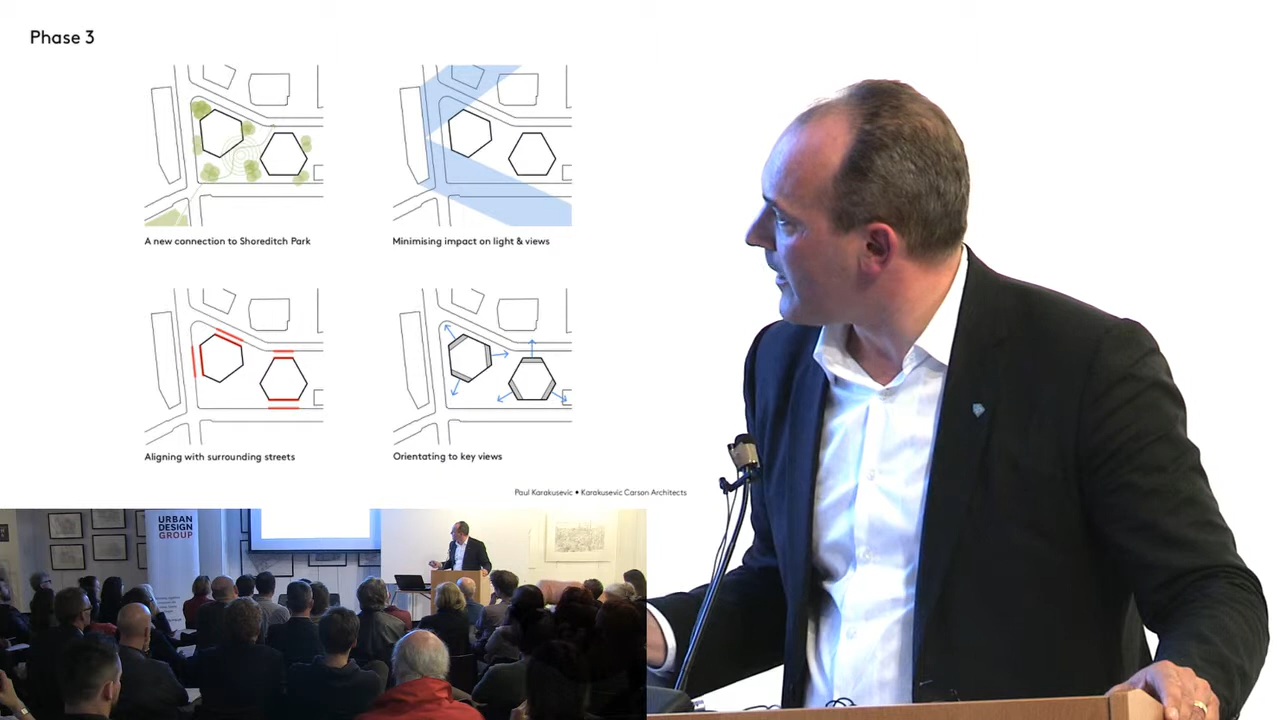 Phase 3
A new connection to Shoreditch Park
Minimising impact on light & views
Aligning with surrounding streets
Orientating to key views
Paul Karakusevic • Karakusevic Carson Architects
URBAN
DESIGN
GROUP